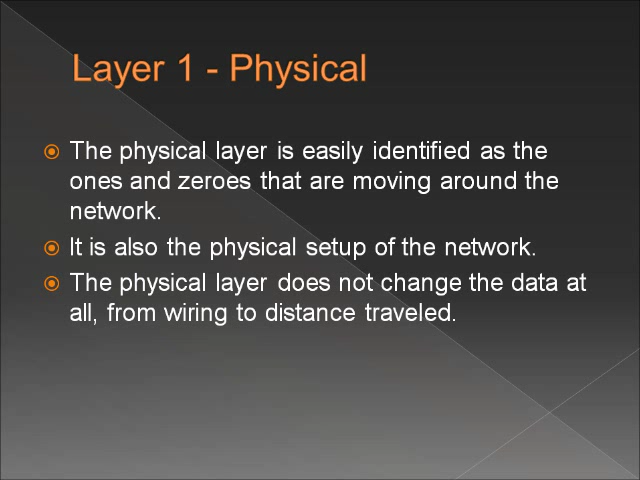 Layer 1 - Physical
The physical layer is easily identified as the
ones and zeroes that are moving around the
network.
It is also the physical setup of the network.
The physical layer does not change the data at
all, from wiring to distance traveled.